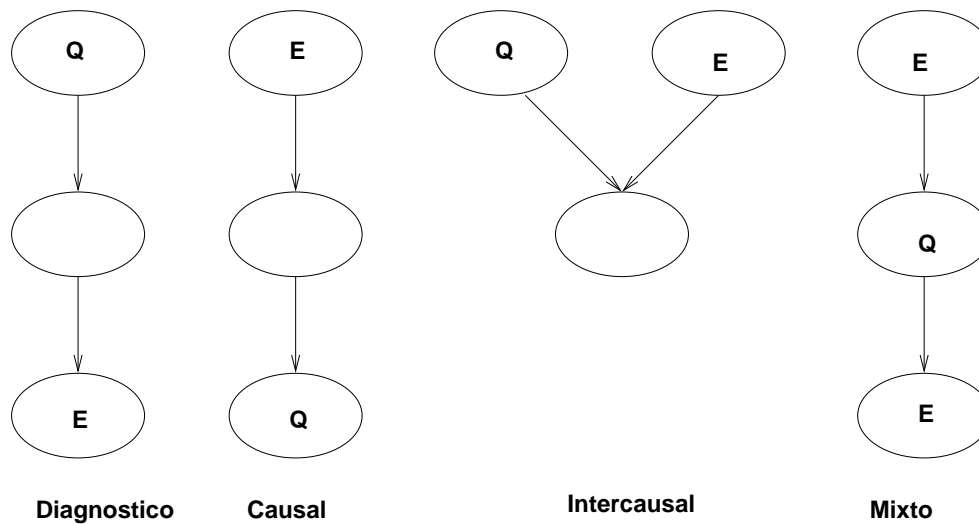 Q
E
Q
E
E
Q
E
Q
E
Diagnostico
Causal
Intercausal
Mixto